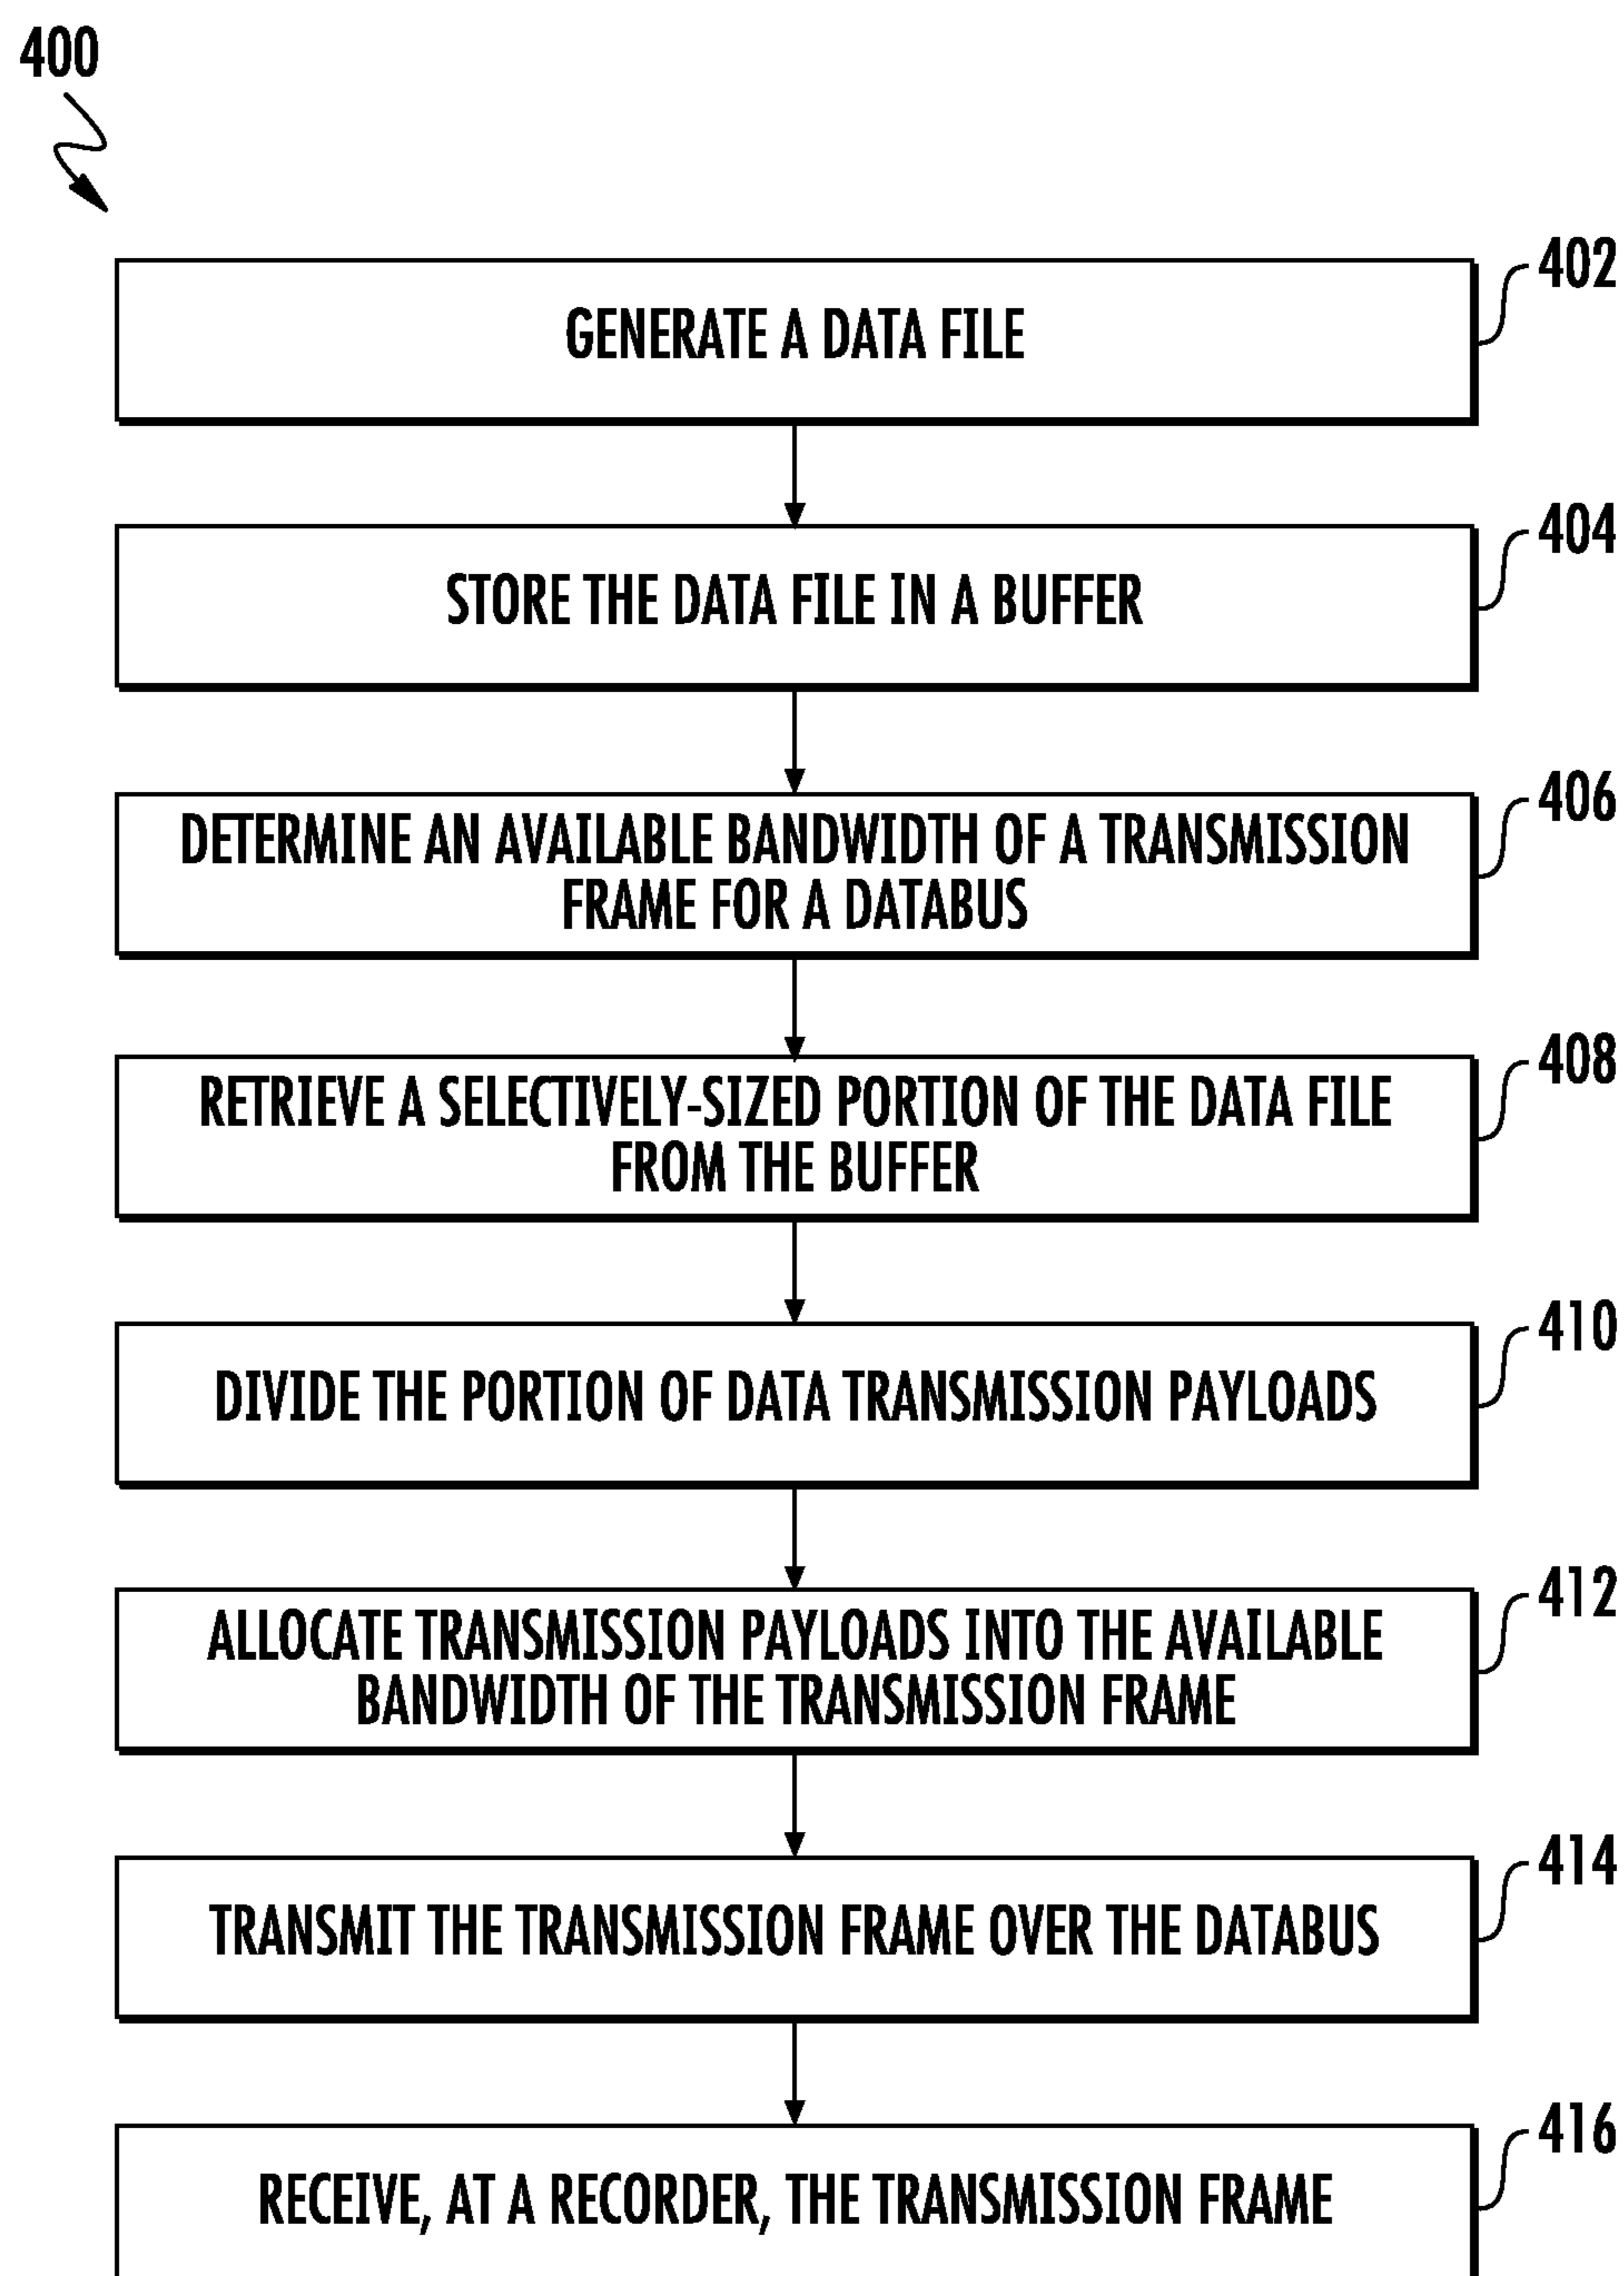 400
402
GENERATE A DATA FILE
404
STORE THE DATA FILE IN A BUFFER
406
DETERMINE AN AVAILABLE BANDWIDTH OF A TRANSMISSION
FRAME FOR A DATABUS
408
RETRIEVE A SELECTIVELY-SIZED PORTION OF THE DATA FILE
FROM THE BUFFER
410
DIVIDE THE PORTION OF DATA TRANSMISSION PAYLOADS
412
ALLOCATE TRANSMISSION PAYLOADS INTO THE AVAILABLE
BANDWIDTH OF THE TRANSMISSION FRAME
414
TRANSMIT THE TRANSMISSION FRAME OVER THE DATABUS
416
RECEIVE, AT A RECORDER, THE TRANSMISSION FRAME